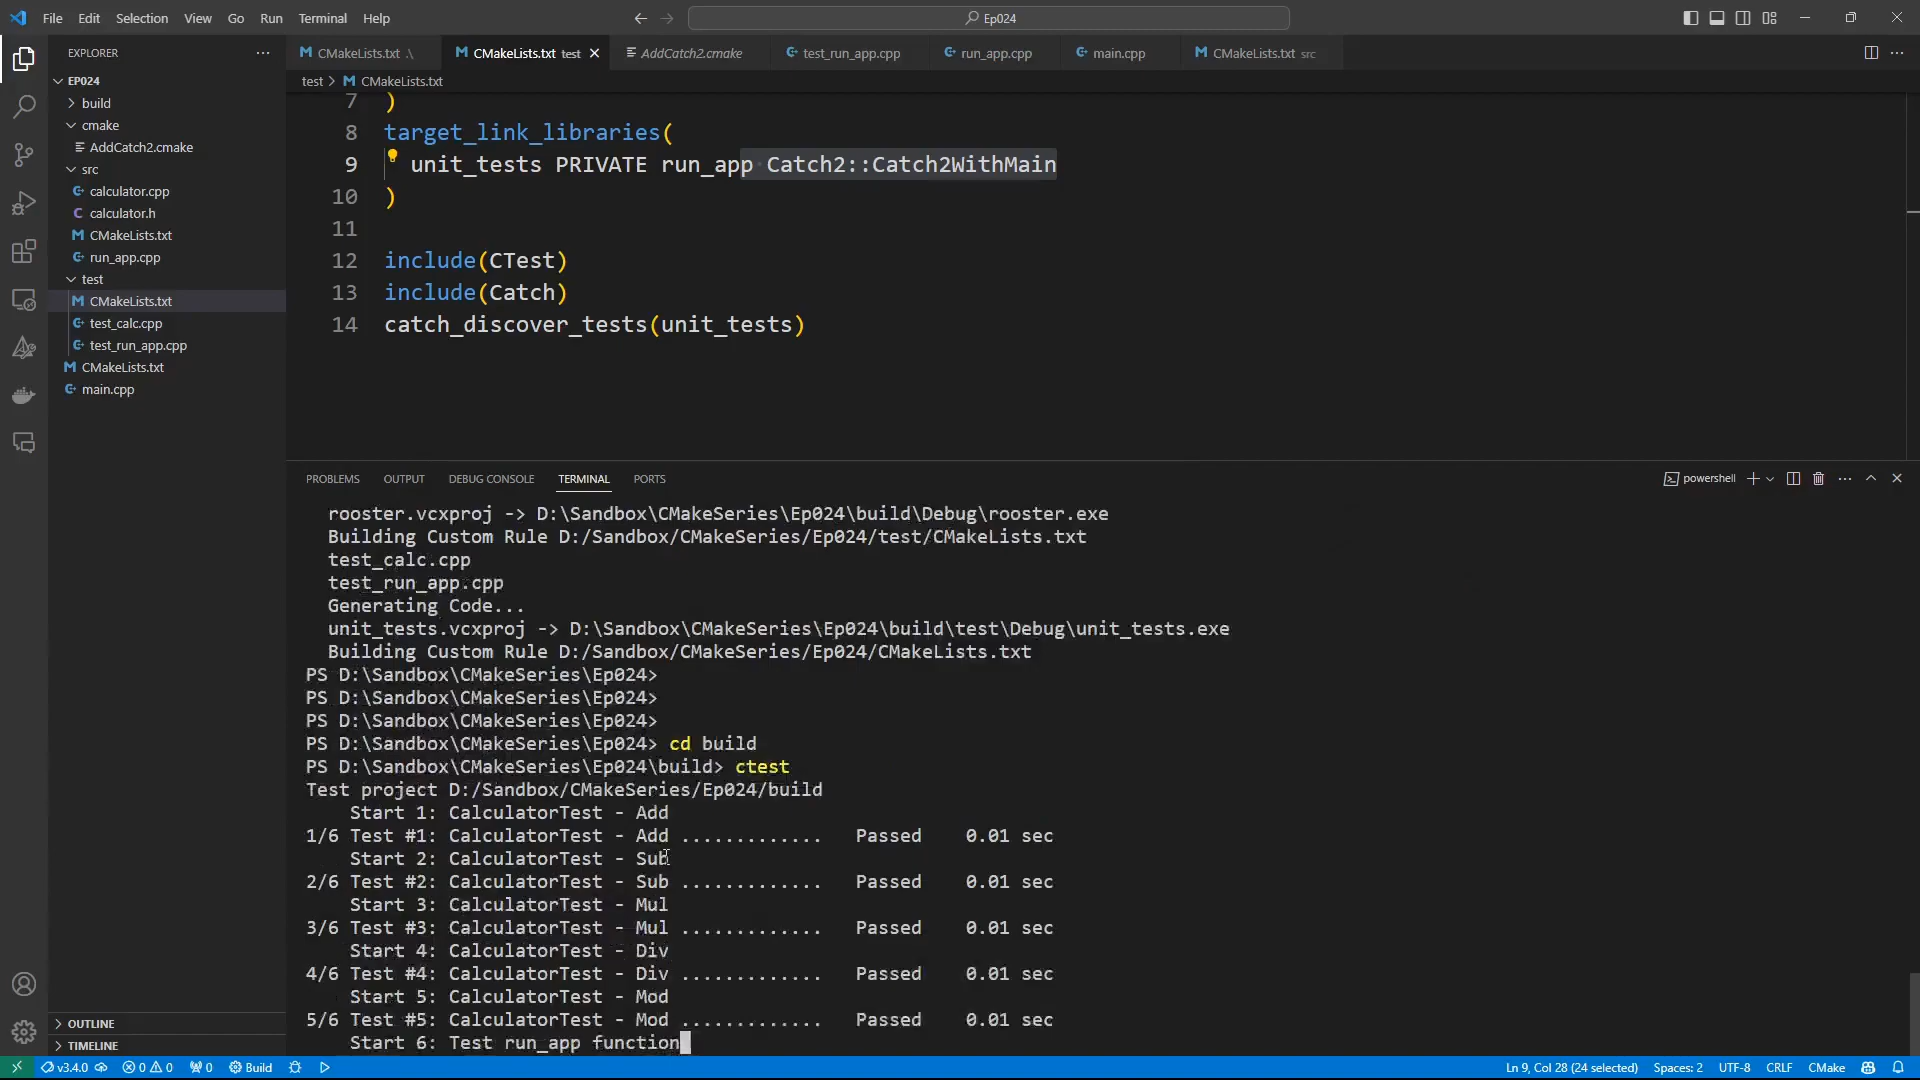 File Edit Selection View Go Run Terminal Help
Ep024
EXPLORER
CMakeLists.txt .\
CMakeLists.txt test
AddCatch2.cmake
test_run_app.cpp
run_app.cpp
main.cpp
CMakeLists.txt src
test > CMakeLists.txt
EP024
build
cmake
AddCatch2.cmake
src
calculator.cpp
calculator.h
CMakeLists.txt
run_app.cpp
test
CMakeLists.txt
test_calc.cpp
test_run_app.cpp
CMakeLists.txt
main.cpp
OUTLINE
TIMELINE
7 )
8 target_link_libraries(
9 unit_tests PRIVATE run_app Catch2::Catch2WithMain
10 )
11
12 include(CTest)
13 include(Catch)
14 catch_discover_tests(unit_tests)
PROBLEMS OUTPUT DEBUG CONSOLE TERMINAL PORTS
powershell
rooster.vcxproj -> D:\Sandbox\CMakeSeries\Ep024\build\Debug\rooster.exe
Building Custom Rule D:/Sandbox/CMakeSeries/Ep024/test/CMakeLists.txt
test_calc.cpp
test_run_app.cpp
Generating Code...
unit_tests.vcxproj -> D:\Sandbox\CMakeSeries\Ep024\build\test\Debug\unit_tests.exe
Building Custom Rule D:/Sandbox/CMakeSeries/Ep024/CMakeLists.txt
PS D:\Sandbox\CMakeSeries\Ep024>
PS D:\Sandbox\CMakeSeries\Ep024>
PS D:\Sandbox\CMakeSeries\Ep024>
PS D:\Sandbox\CMakeSeries\Ep024> cd build
PS D:\Sandbox\CMakeSeries\Ep024\build> ctest
Test project D:/Sandbox/CMakeSeries/Ep024/build
Start 1: CalculatorTest - Add
1/6 Test #1: CalculatorTest - Add ............. Passed 0.01 sec
Start 2: CalculatorTest - Sub
2/6 Test #2: CalculatorTest - Sub ............. Passed 0.01 sec
Start 3: CalculatorTest - Mul
3/6 Test #3: CalculatorTest - Mul ............. Passed 0.01 sec
Start 4: CalculatorTest - Div
4/6 Test #4: CalculatorTest - Div ............. Passed 0.01 sec
Start 5: CalculatorTest - Mod
5/6 Test #5: CalculatorTest - Mod ............. Passed 0.01 sec
Start 6: Test run_app function
v3.4.0 0 0 0 Build
Ln 9, Col 28 (24 selected) Spaces: 2 UTF-8 CRLF CMake